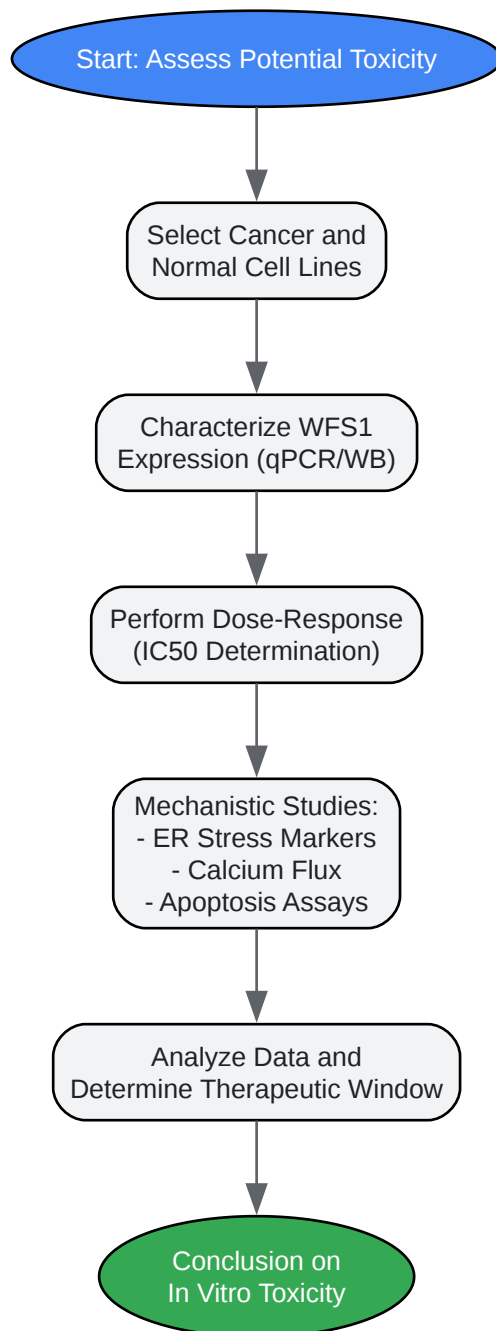 Start: Assess Potential Toxicity
Select Cancer and
Normal Cell Lines
Characterize WFS1
Expression (qPCR/WB)
Perform Dose-Response
(IC50 Determination)
Mechanistic Studies:
- ER Stress Markers
- Calcium Flux
- Apoptosis Assays
Analyze Data and
Determine Therapeutic Window
Conclusion on
In Vitro Toxicity